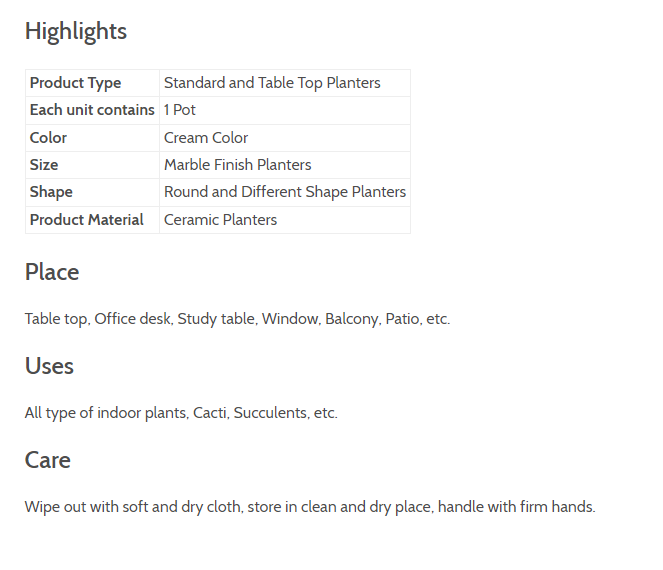 Highlights
Product Type Standard and Table Top Planters
Each unit contains 1 Pot
Color Cream Color
Size Marble Finish Planters
Shape Round and Different Shape Planters
Product Material Ceramic Planters
Place
Table top, Office desk, Study table, Window, Balcony, Patio, etc.
Uses
All type of indoor plants, Cacti, Succulents, etc.
Care
Wipe out with soft and dry cloth, store in clean and dry place, handle with firm hands.